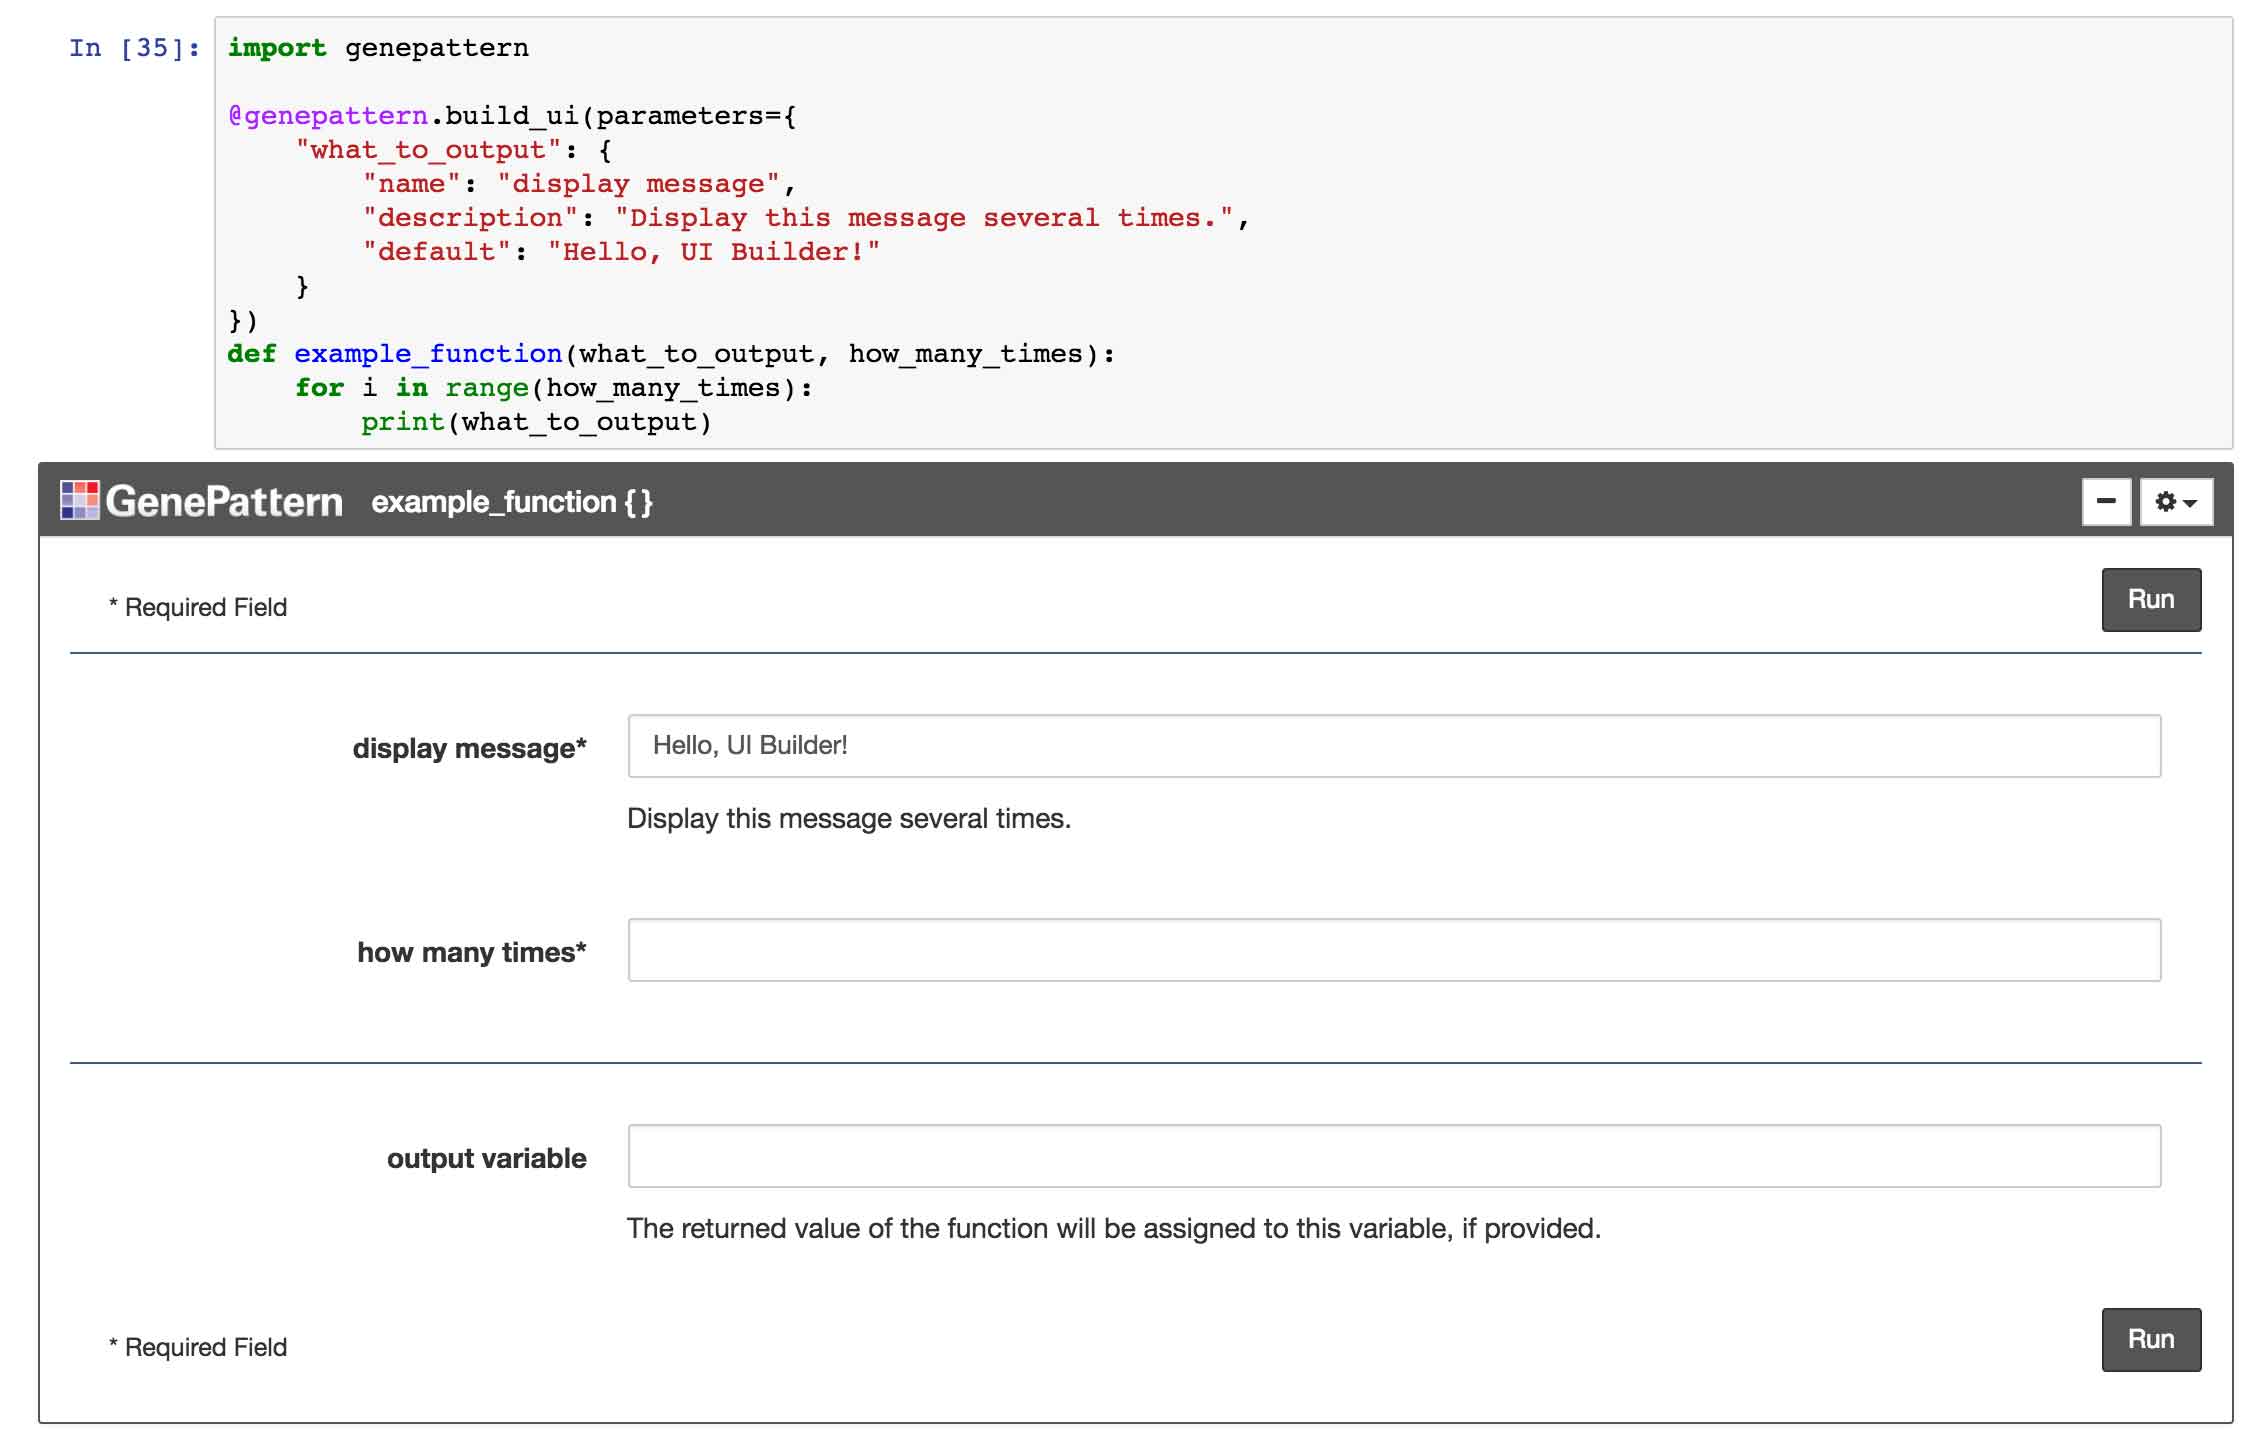 In [35]:
import genepattern
@genepattern.build_ui(parameters={
    "what_to_output": {
        "name": "display message",
        "description": "Display this message several times.",
        "default": "Hello, UI Builder!"
    }
})
def example_function(what_to_output, how_many_times):
    for i in range(how_many_times):
        print(what_to_output)
GenePattern example_function { }
* Required Field
Run
display message*
Hello, UI Builder!
Display this message several times.
how many times*
output variable
The returned value of the function will be assigned to this variable, if provided.
* Required Field
Run